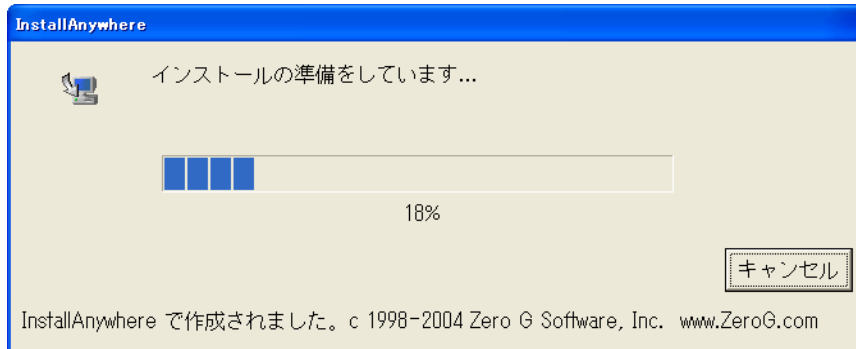 InstallAnywhere
インストールの準備をしています...
18%
キャンセル
InstallAnywhere で作成されました。c 1998-2004 Zero G Software, Inc. www.ZeroG.com